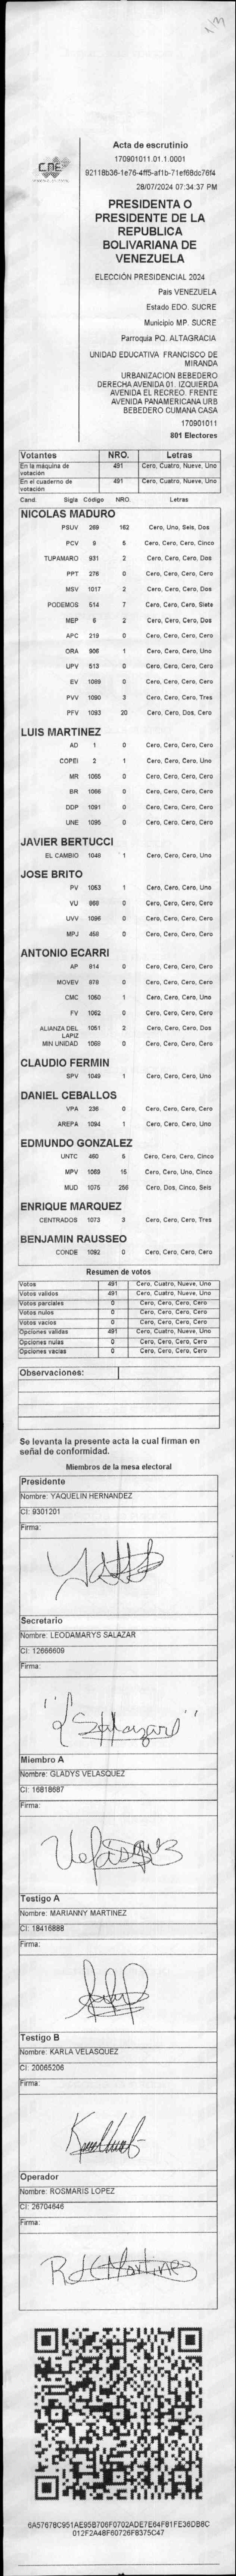 1/3
Acta de escrutinio
170901011.01.1.0001
92118b36-1e76-4ff5-af1b-71ef68dc76f4
28/07/2024 07:34:37 PM
CNE
PRESIDENTA O
PRESIDENTE DE LA
REPUBLICA
BOLIVARIANA DE
VENEZUELA
ELECCIÓN PRESIDENCIAL 2024
Pais VENEZUELA
Estado EDO. SUCRE
Municipio MP. SUCRE
Parroquia PQ. ALTAGRACIA
UNIDAD EDUCATIVA FRANCISCO DE
MIRANDA
URBANIZACION BEBEDERO
DERECHA AVENIDA 01. IZQUIERDA
AVENIDA EL RECREO. FRENTE
AVENIDA PANAMERICANA URB
BEBEDERO CUMANA CASA
170901011
801 Electores
Votantes NRO. Letras
En la máquina de votación 491 Cero, Cuatro, Nueve, Uno
En el cuaderno de votación 491 Cero, Cuatro, Nueve, Uno
Cand. Sigla Código NRO. Letras
NICOLAS MADURO
PSUV 269 162 Cero, Uno, Seis, Dos
PCV 9 5 Cero, Cero, Cero, Cinco
TUPAMARO 931 2 Cero, Cero, Cero, Dos
PPT 276 0 Cero, Cero, Cero, Cero
MSV 1017 2 Cero, Cero, Cero, Dos
PODEMOS 514 7 Cero, Cero, Cero, Siete
MEP 6 2 Cero, Cero, Cero, Dos
APC 219 0 Cero, Cero, Cero, Cero
ORA 906 1 Cero, Cero, Cero, Uno
UPV 513 0 Cero, Cero, Cero, Cero
EV 1089 0 Cero, Cero, Cero, Cero
PVV 1090 3 Cero, Cero, Cero, Tres
PFV 1093 20 Cero, Cero, Dos, Cero
LUIS MARTINEZ
AD 1 0 Cero, Cero, Cero, Cero
COPEI 2 1 Cero, Cero, Cero, Uno
MR 1065 0 Cero, Cero, Cero, Cero
BR 1066 0 Cero, Cero, Cero, Cero
DDP 1091 0 Cero, Cero, Cero, Cero
UNE 1095 0 Cero, Cero, Cero, Cero
JAVIER BERTUCCI
EL CAMBIO 1048 1 Cero, Cero, Cero, Uno
JOSE BRITO
PV 1053 1 Cero, Cero, Cero, Uno
VU 968 0 Cero, Cero, Cero, Cero
UVV 1096 0 Cero, Cero, Cero, Cero
MPJ 458 0 Cero, Cero, Cero, Cero
ANTONIO ECARRI
AP 914 0 Cero, Cero, Cero, Cero
MOVEV 978 0 Cero, Cero, Cero, Cero
CMC 1050 1 Cero, Cero, Cero, Uno
FV 1062 0 Cero, Cero, Cero, Cero
ALIANZA DEL LAPIZ 1051 2 Cero, Cero, Cero, Dos
MIN UNIDAD 1068 0 Cero, Cero, Cero, Cero
CLAUDIO FERMIN
SPV 1049 1 Cero, Cero, Cero, Uno
DANIEL CEBALLOS
VPA 236 0 Cero, Cero, Cero, Cero
AREPA 1094 1 Cero, Cero, Cero, Uno
EDMUNDO GONZALEZ
UNTC 460 5 Cero, Cero, Cero, Cinco
MPV 1069 15 Cero, Cero, Uno, Cinco
MUD 1075 256 Cero, Dos, Cinco, Seis
ENRIQUE MARQUEZ
CENTRADOS 1073 3 Cero, Cero, Cero, Tres
BENJAMIN RAUSSEO
CONDE 1092 0 Cero, Cero, Cero, Cero
Resumen de votos
Votos 491 Cero, Cuatro, Nueve, Uno
Votos validos 491 Cero, Cuatro, Nueve, Uno
Votos parciales 0 Cero, Cero, Cero, Cero
Votos nulos 0 Cero, Cero, Cero, Cero
Votos vacios 0 Cero, Cero, Cero, Cero
Opciones validas 491 Cero, Cuatro, Nueve, Uno
Opciones nulas 0 Cero, Cero, Cero, Cero
Opciones vacias 0 Cero, Cero, Cero, Cero
Observaciones:
Se levanta la presente acta la cual firman en
señal de conformidad.
Miembros de la mesa electoral
Presidente
Nombre: YAQUELIN HERNANDEZ
CI: 9301201
Firma:
Secretario
Nombre: LEODAMARYS SALAZAR
CI: 12666609
Firma:
Miembro A
Nombre: GLADYS VELASQUEZ
CI: 16818687
Firma:
Velasquez
Testigo A
Nombre: MARIANNY MARTINEZ
CI: 18416888
Firma:
Testigo B
Nombre: KARLA VELASQUEZ
CI: 20065206
Firma:
Operador
Nombre: ROSMARIS LOPEZ
CI: 26704646
Firma:
6A57678C951AE95B706F0702ADE7E64F81FE36DB8C
012F2A48F60726F8375C47